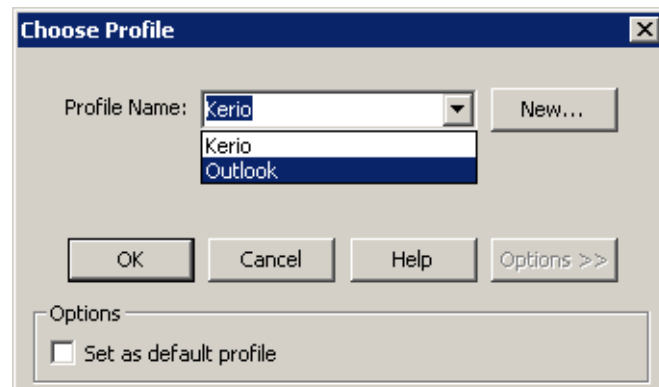 Choose Profile
Profile Name: Kerio New...
Kerio
Outlook
OK Cancel Help Options >>
Options
Set as default profile